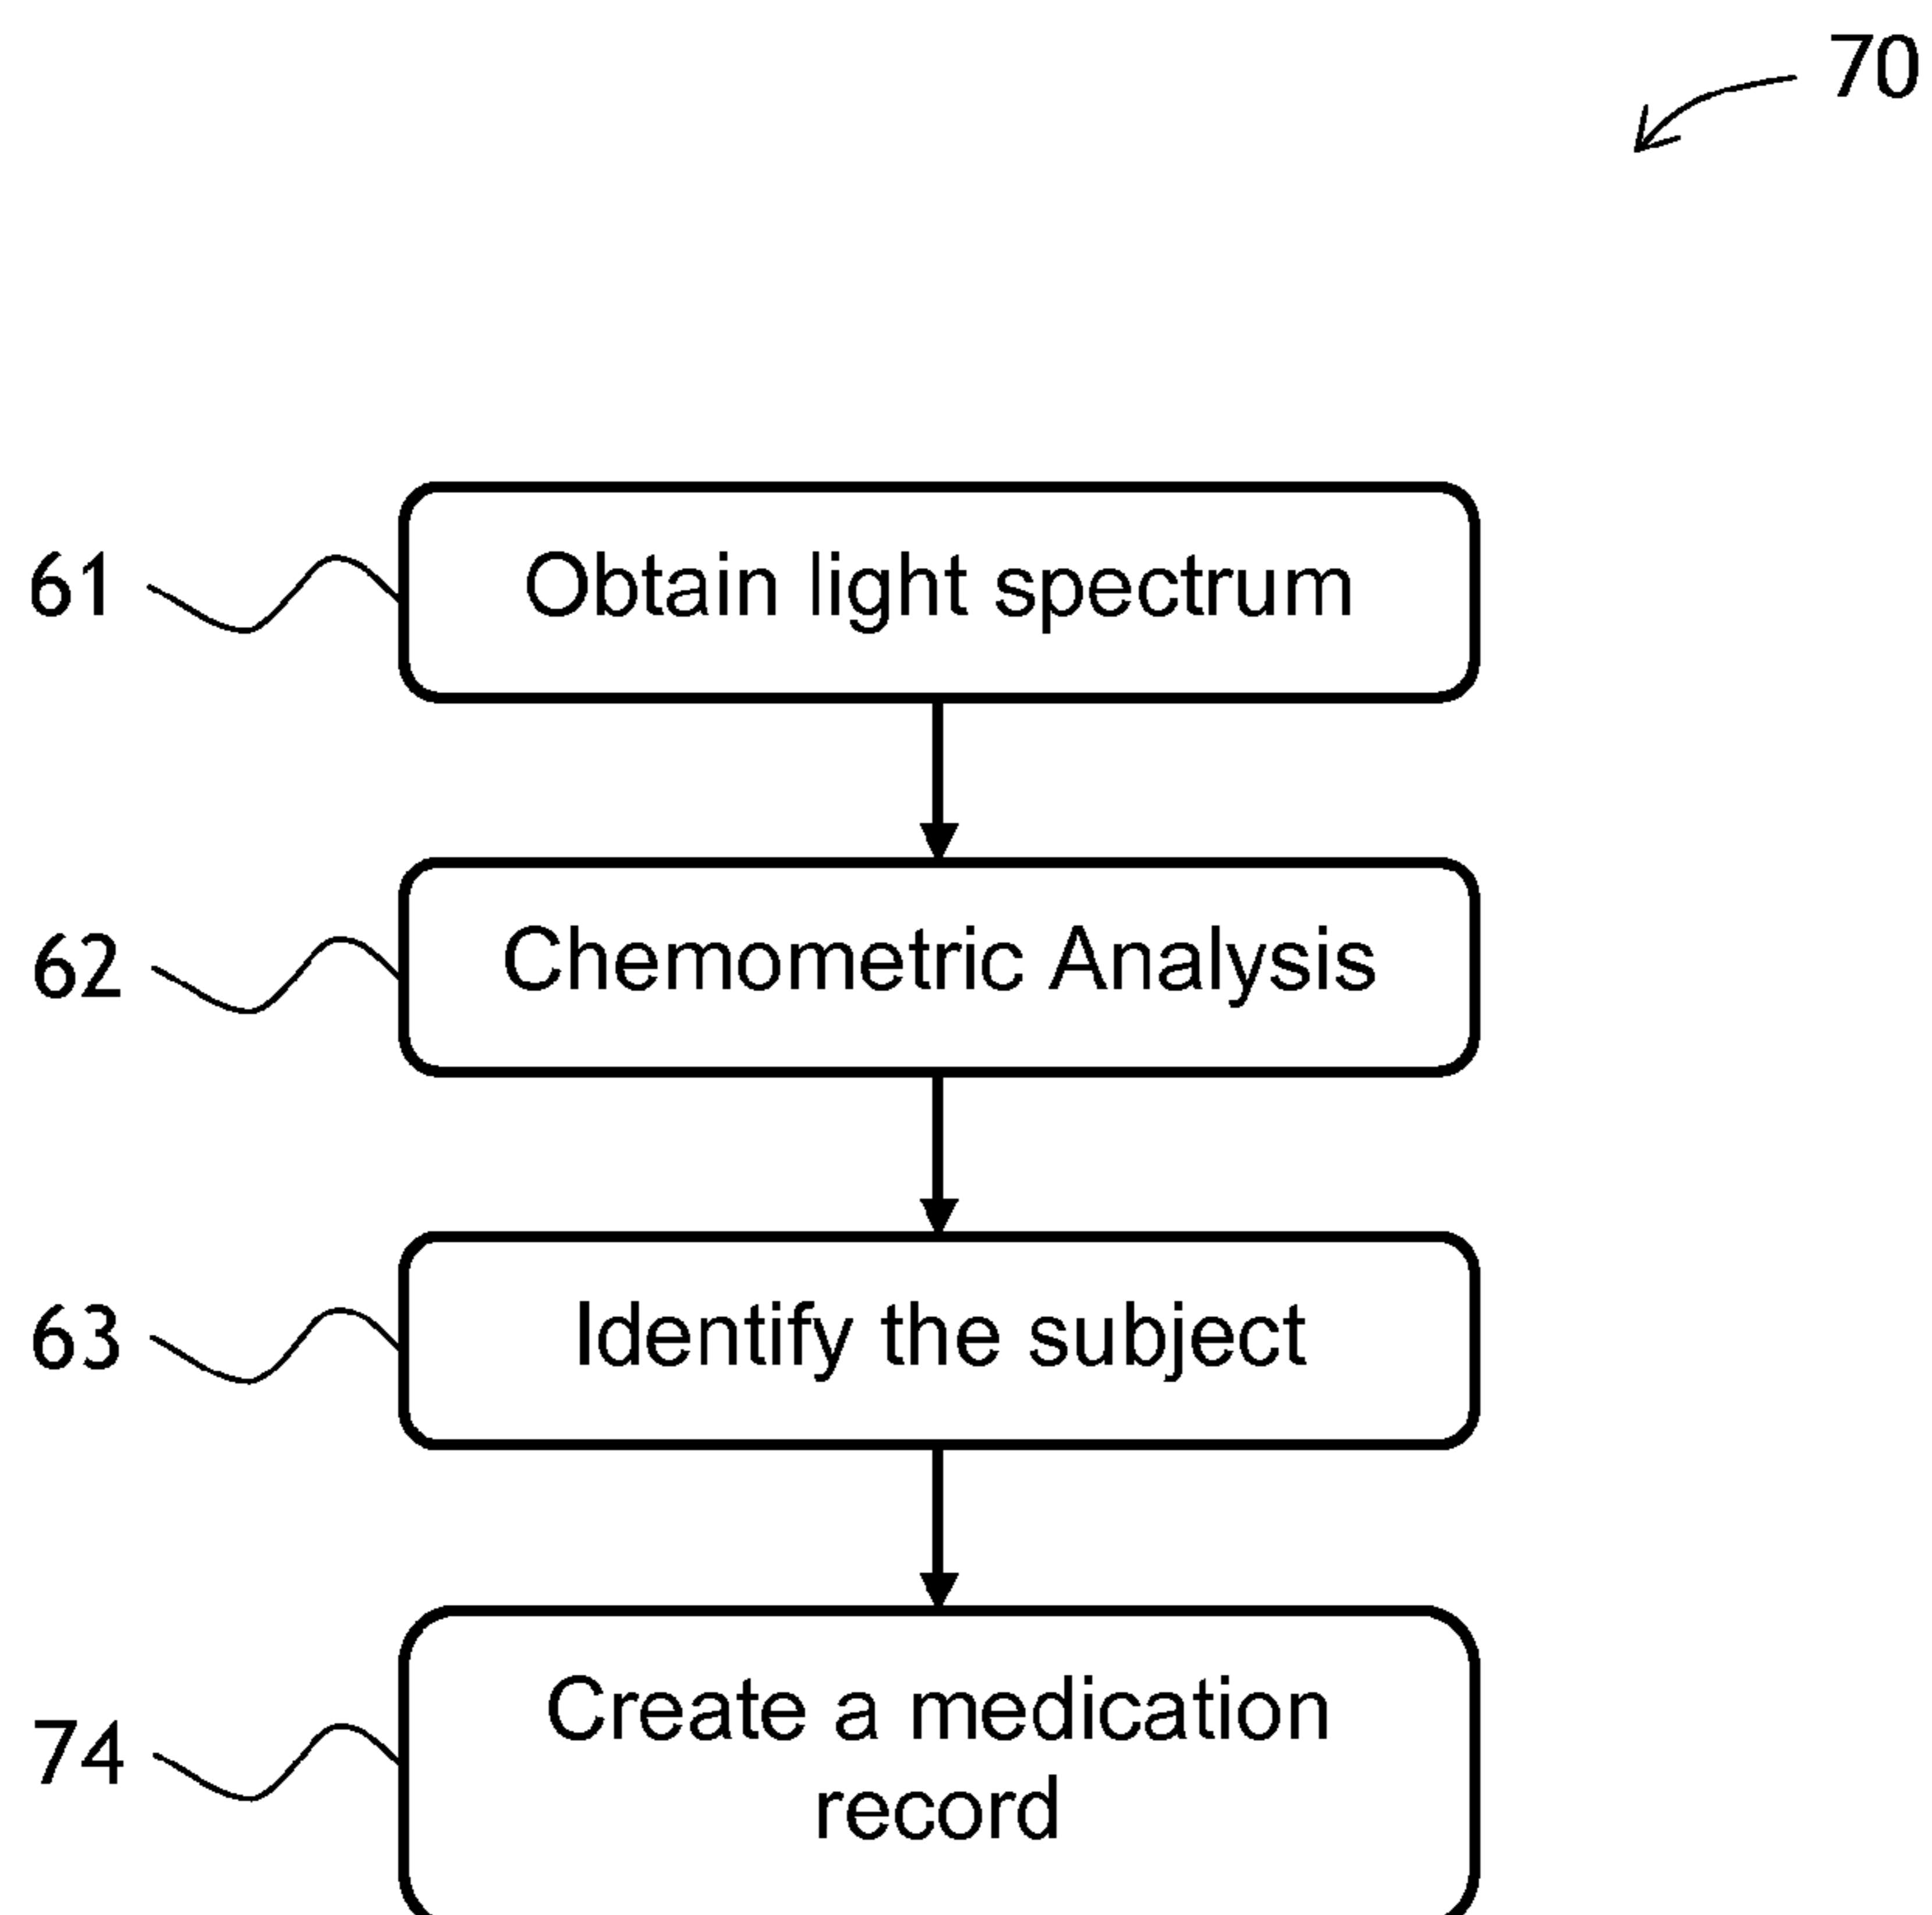 70
61
Obtain light spectrum
62
Chemometric Analysis
63
Identify the subject
74
Create a medication
record